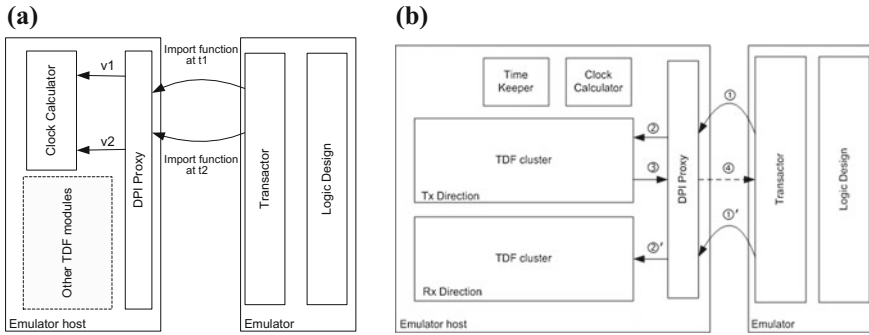 (a)
Import function
at t1
v1
Clock Calculator
v2
DPI Proxy
Import function
at t2
Transactor
Logic Design
Other TDF modules
Emulator host
Emulator
(b)
Time
Keeper
Clock
Calculator
①
②
TDF cluster
③
④
Tx Direction
DPI Proxy
Transactor
Logic Design
①′
TDF cluster
②′
Rx Direction
Emulator host
Emulator